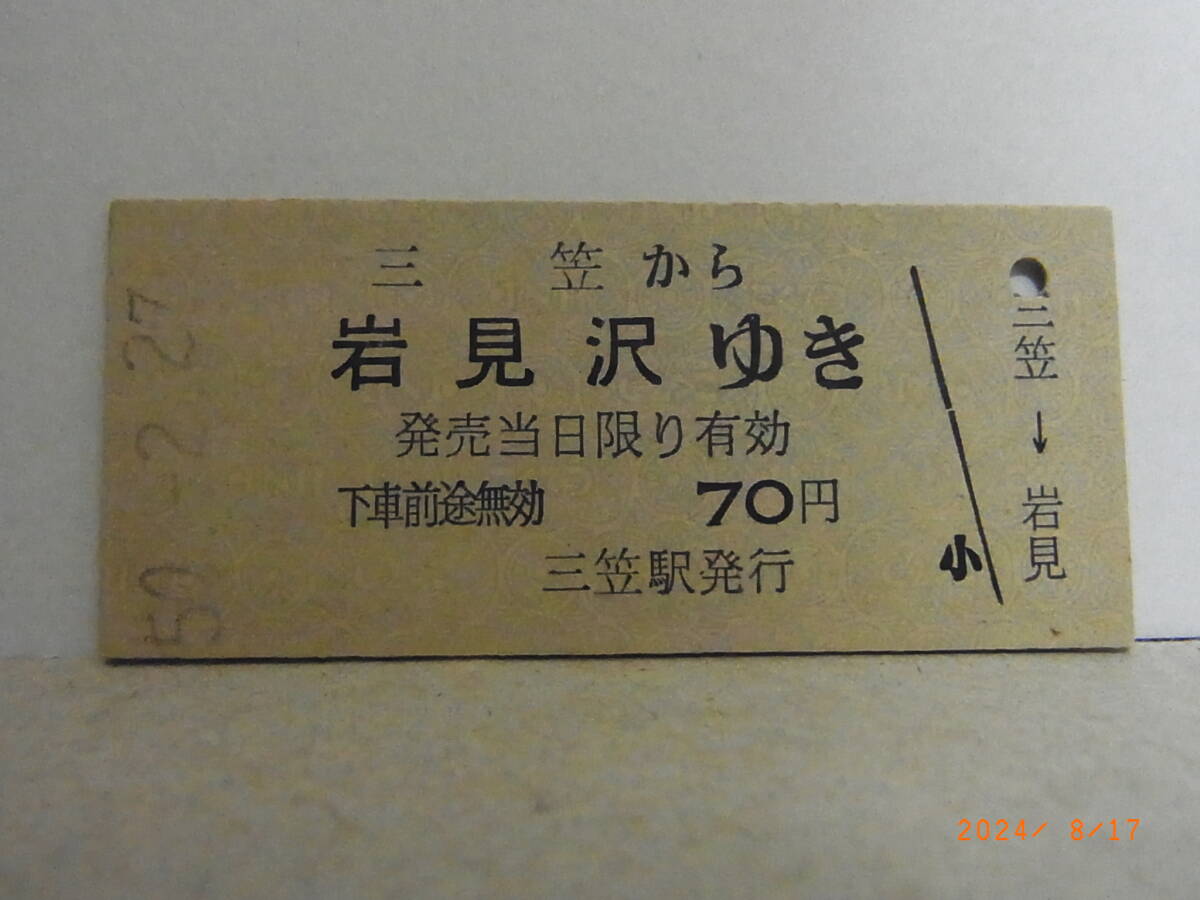 三笠から
岩見沢ゆき
発売当日限り有効
下車前途無効 70円
三笠駅発行
小
三笠→岩見
50.-2.27
2024/ 8/17